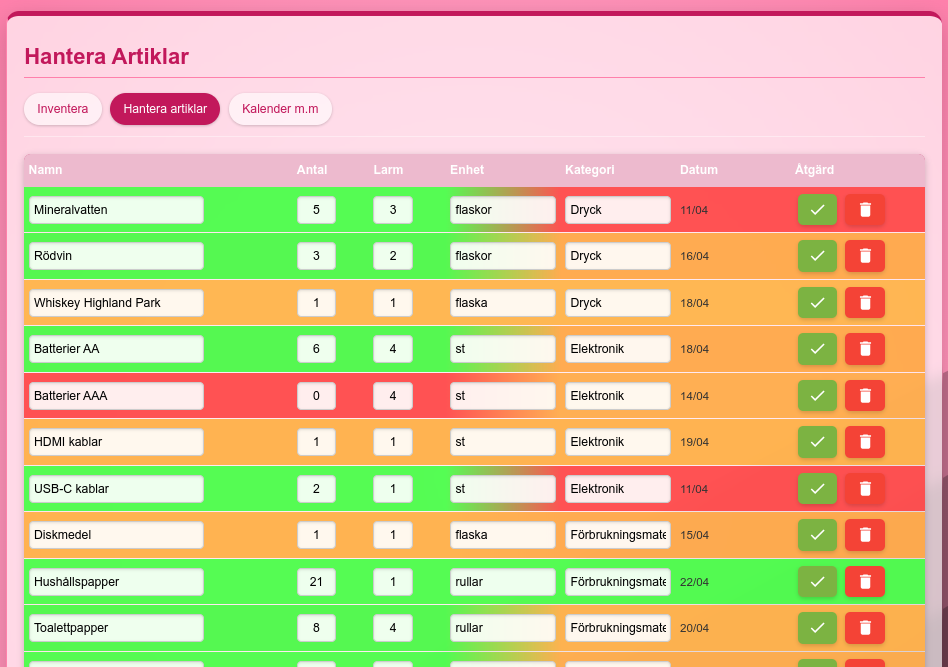 Hantera Artiklar
Inventera Hantera artiklar Kalender m.m
Namn Antal Larm Enhet Kategori Datum Åtgärd
Mineralvatten 5 3 flaskor Dryck 11/04
Rödvin 3 2 flaskor Dryck 16/04
Whiskey Highland Park 1 1 flaska Dryck 18/04
Batterier AA 6 4 st Elektronik 18/04
Batterier AAA 0 4 st Elektronik 14/04
HDMI kablar 1 1 st Elektronik 19/04
USB-C kablar 2 1 st Elektronik 11/04
Diskmedel 1 1 flaska Förbrukningsmate 15/04
Hushållspapper 21 1 rullar Förbrukningsmate 22/04
Toalettpapper 8 4 rullar Förbrukningsmate 20/04